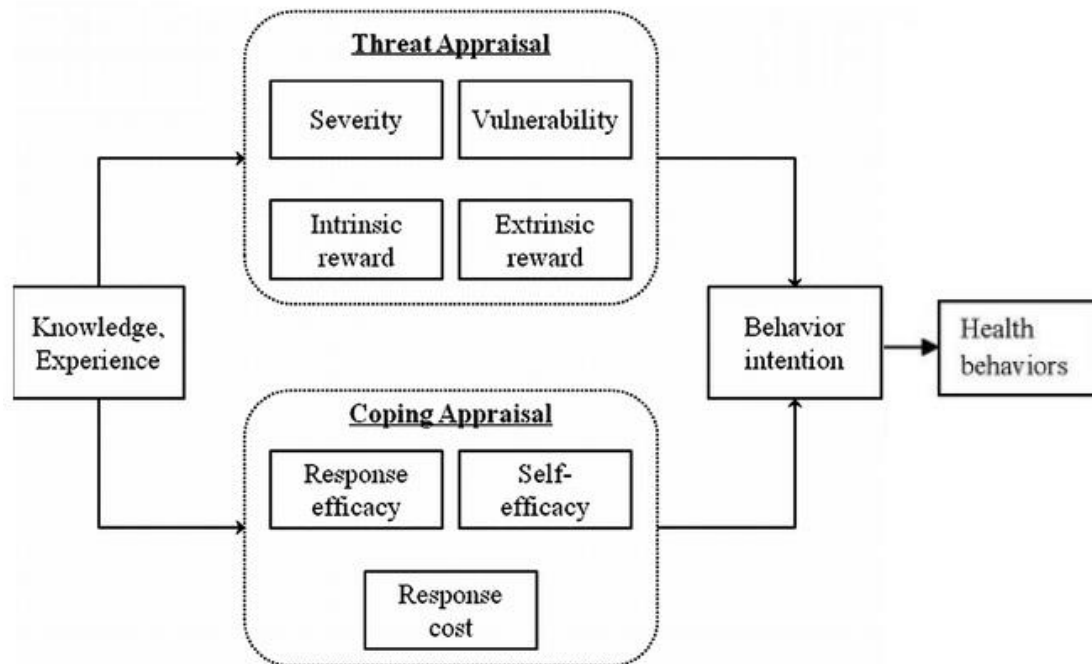 Threat Appraisal
Severity
Vulnerability
Intrinsic
reward
Extrinsic
reward
Knowledge、
Experience
Behavior
intention
Health
behaviors
Coping Appraisal
Response
efficacy
Self-
efficacy
Response
cost